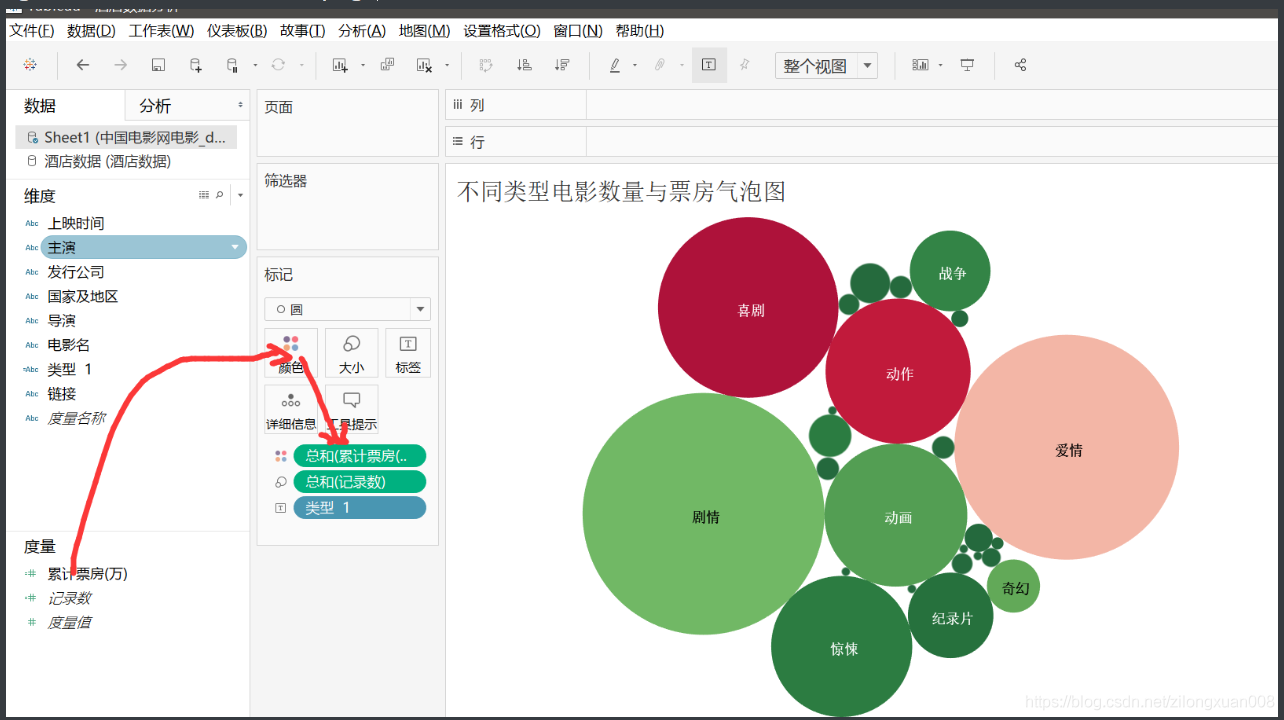 文件(F) 数据(D) 工作表(W) 仪表板(B) 故事(T) 分析(A) 地图(M) 设置格式(O) 窗口(N) 帮助(H)
整个视图
数据 分析
Sheet1 (中国电影网电影_d...
酒店数据 (酒店数据)
维度
Abc 上映时间
Abc 主演
Abc 发行公司
Abc 国家及地区
Abc 导演
Abc 电影名
Abc 类型 1
Abc 链接
Abc 度量名称
度量
# 累计票房(万)
# 记录数
# 度量值
页面
筛选器
标记
圆
颜色 大小 标签
详细信息 工具提示
总和(累计票房(..
总和(记录数)
类型 1
列
行
不同类型电影数量与票房气泡图
战争
喜剧
动作
爱情
剧情
动画
奇幻
纪录片
惊悚
https://blog.csdn.net/zilongxuan008